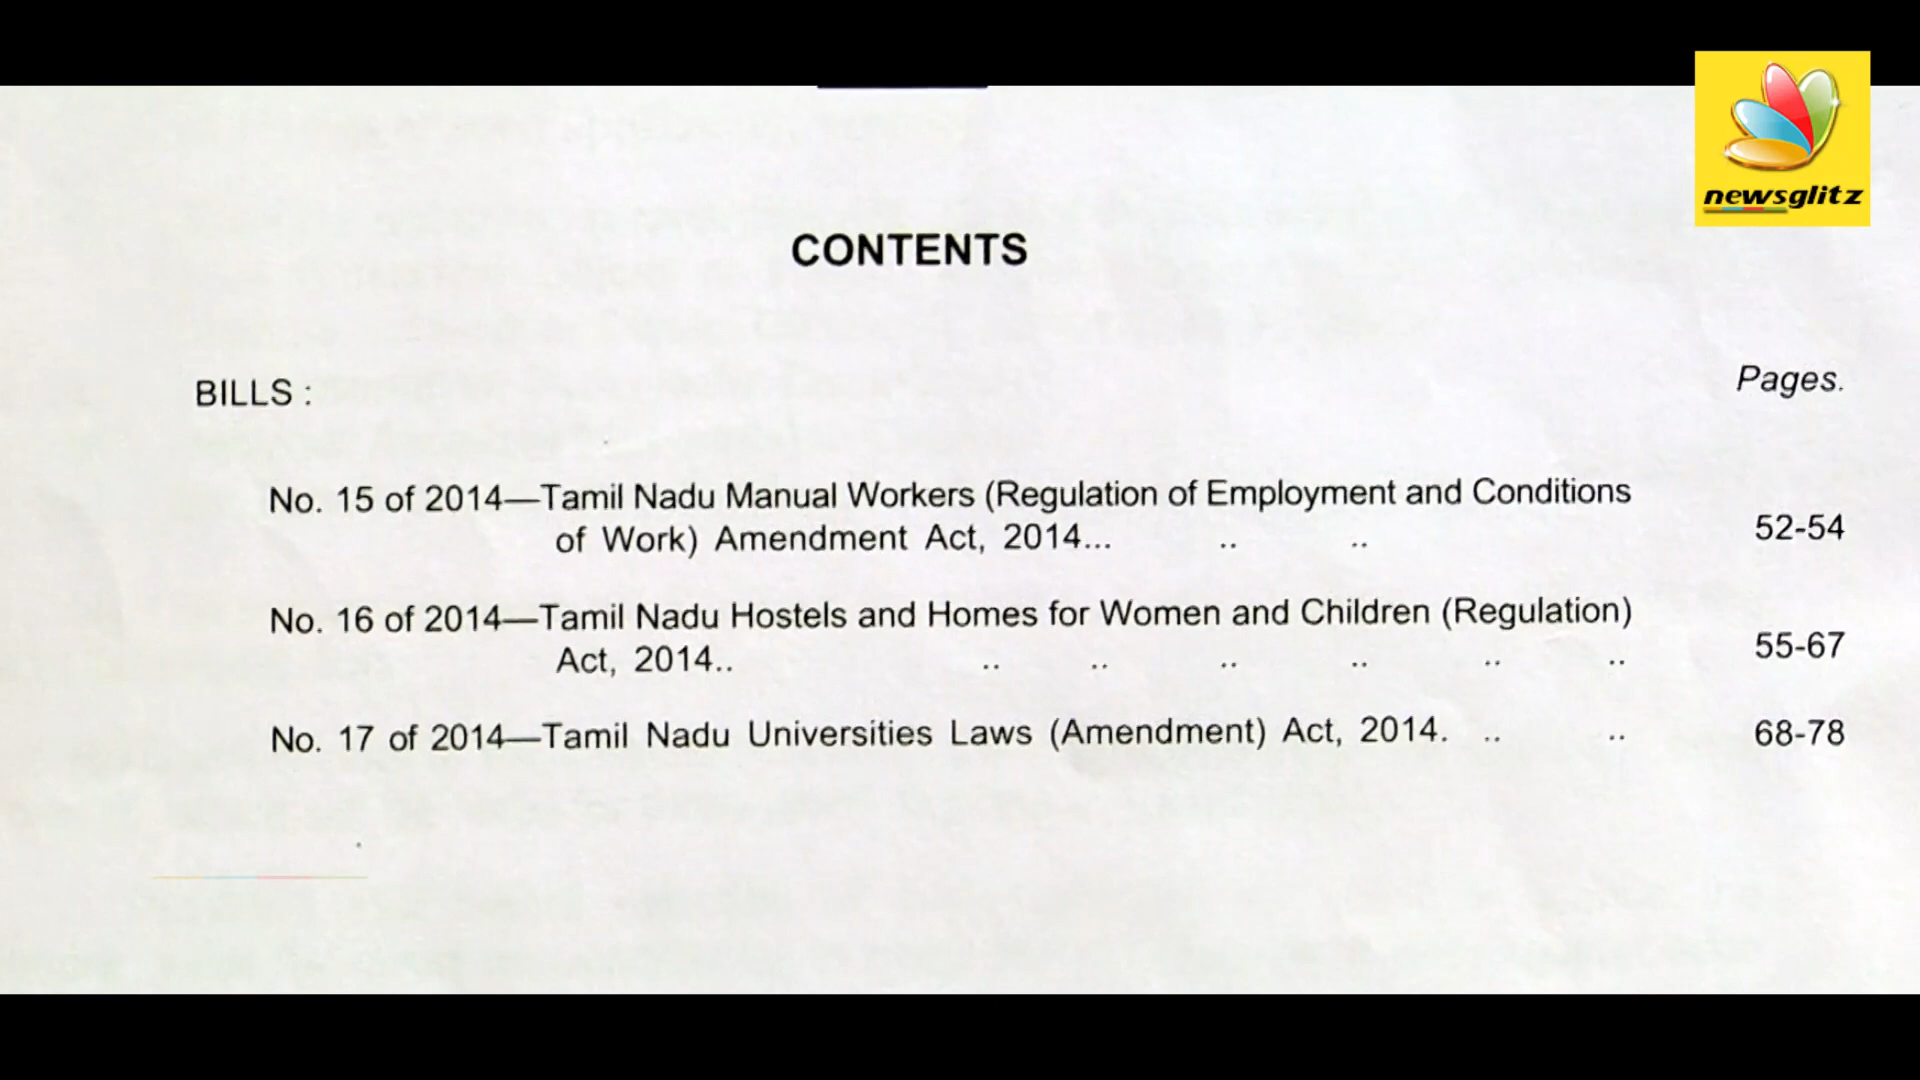 newsglitz
CONTENTS
BILLS :
Pages.
No. 15 of 2014—Tamil Nadu Manual Workers (Regulation of Employment and Conditions
of Work) Amendment Act, 2014... .. .. 52-54
No. 16 of 2014—Tamil Nadu Hostels and Homes for Women and Children (Regulation)
Act, 2014.. .. .. .. .. .. .. 55-67
No. 17 of 2014—Tamil Nadu Universities Laws (Amendment) Act, 2014. .. .. 68-78